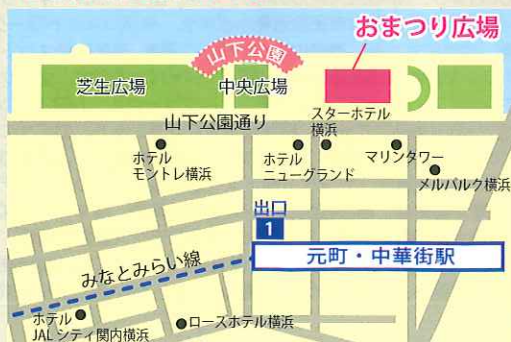 おまつり広場
山下公園
芝生広場
中央広場
山下公園通り
スターホテル
横浜
ホテル
モントレ横浜
ホテル
ニューグランド
マリンタワー
メルパルク横浜
出口
1
元町・中華街駅
みなとみらい線
ホテル
JALシティ関内横浜
ローズホテル横浜